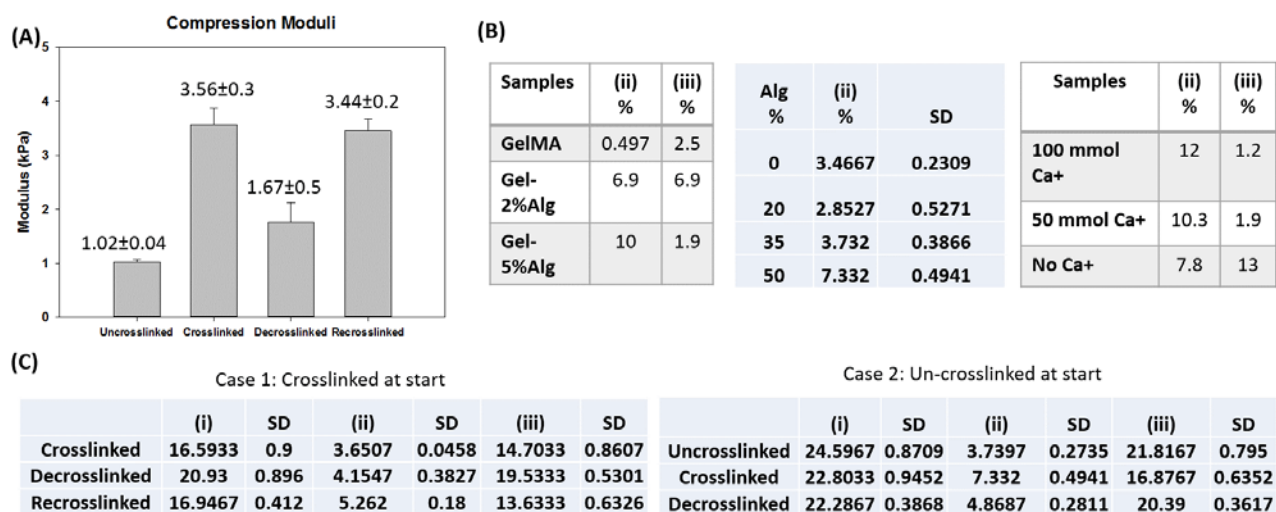 (A)
Compression Moduli
Modulus (kPa)
5
4
3
2
1
0
1.02±0.04
3.56±0.3
1.67±0.5
3.44±0.2
Uncrosslinked Crosslinked Decrosslinked Recrosslinked
(B)
Samples (ii) % (iii) %
GelMA 0.497 2.5
Gel-2%Alg 6.9 6.9
Gel-5%Alg 10 1.9
Alg % (ii) % SD
0 3.4667 0.2309
20 2.8527 0.5271
35 3.732 0.3866
50 7.332 0.4941
Samples (ii) % (iii) %
100 mmol Ca+ 12 1.2
50 mmol Ca+ 10.3 1.9
No Ca+ 7.8 13
(C)
Case 1: Crosslinked at start
(i) SD (ii) SD (iii) SD
Crosslinked 16.5933 0.9 3.6507 0.0458 14.7033 0.8607
Decrosslinked 20.93 0.896 4.1547 0.3827 19.5333 0.5301
Recrosslinked 16.9467 0.412 5.262 0.18 13.6333 0.6326
Case 2: Un-crosslinked at start
(i) SD (ii) SD (iii) SD
Uncrosslinked 24.5967 0.8709 3.7397 0.2735 21.8167 0.795
Crosslinked 22.8033 0.9452 7.332 0.4941 16.8767 0.6352
Decrosslinked 22.2867 0.3868 4.8687 0.2811 20.39 0.3617